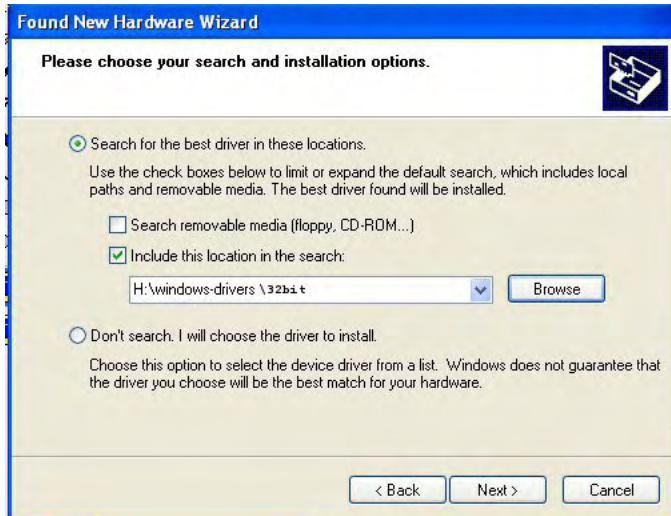 Found New Hardware Wizard
Please choose your search and installation options.
Search for the best driver in these locations.
Use the check boxes below to limit or expand the default search, which includes local
paths and removable media. The best driver found will be installed.
Search removable media (floppy, CD-ROM...)
Include this location in the search:
H:\windows-drivers \32bit
Browse
Don't search. I will choose the driver to install.
Choose this option to select the device driver from a list. Windows does not guarantee that
the driver you choose will be the best match for your hardware.
< Back
Next >
Cancel